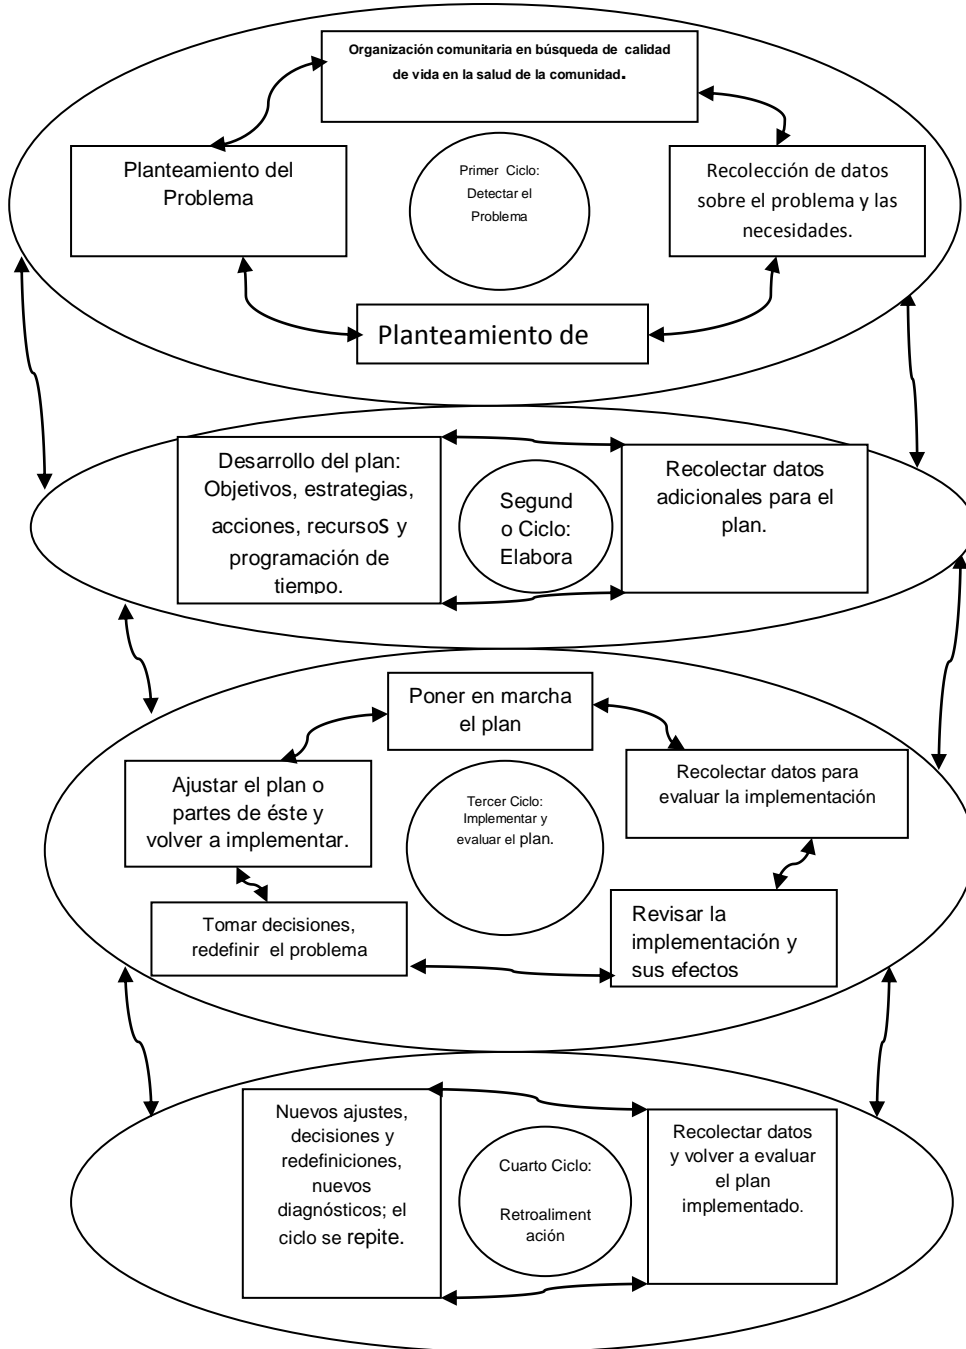 Organización comunitaria en búsqueda de calidad
de vida en la salud de la comunidad.
Planteamiento del
Problema
Primer Ciclo:
Detectar el
Problema
Recolección de datos
sobre el problema y las
necesidades.
Planteamiento de
Desarrollo del plan:
Objetivos, estrategias,
acciones, recursos y
programación de
tiempo.
Segund
o Ciclo:
Elabora
Recolectar datos
adicionales para el
plan.
Poner en marcha
el plan
Ajustar el plan o
partes de éste y
volver a implementar.
Tercer Ciclo:
Implementar y
evaluar el plan.
Recolectar datos para
evaluar la implementación
Tomar decisiones,
redefinir el problema
Revisar la
implementación y
sus efectos
Nuevos ajustes,
decisiones y
redefiniciones,
nuevos
diagnósticos; el
ciclo se repite.
Cuarto Ciclo:
Retroaliment
ación
Recolectar datos
y volver a evaluar
el plan
implementado.